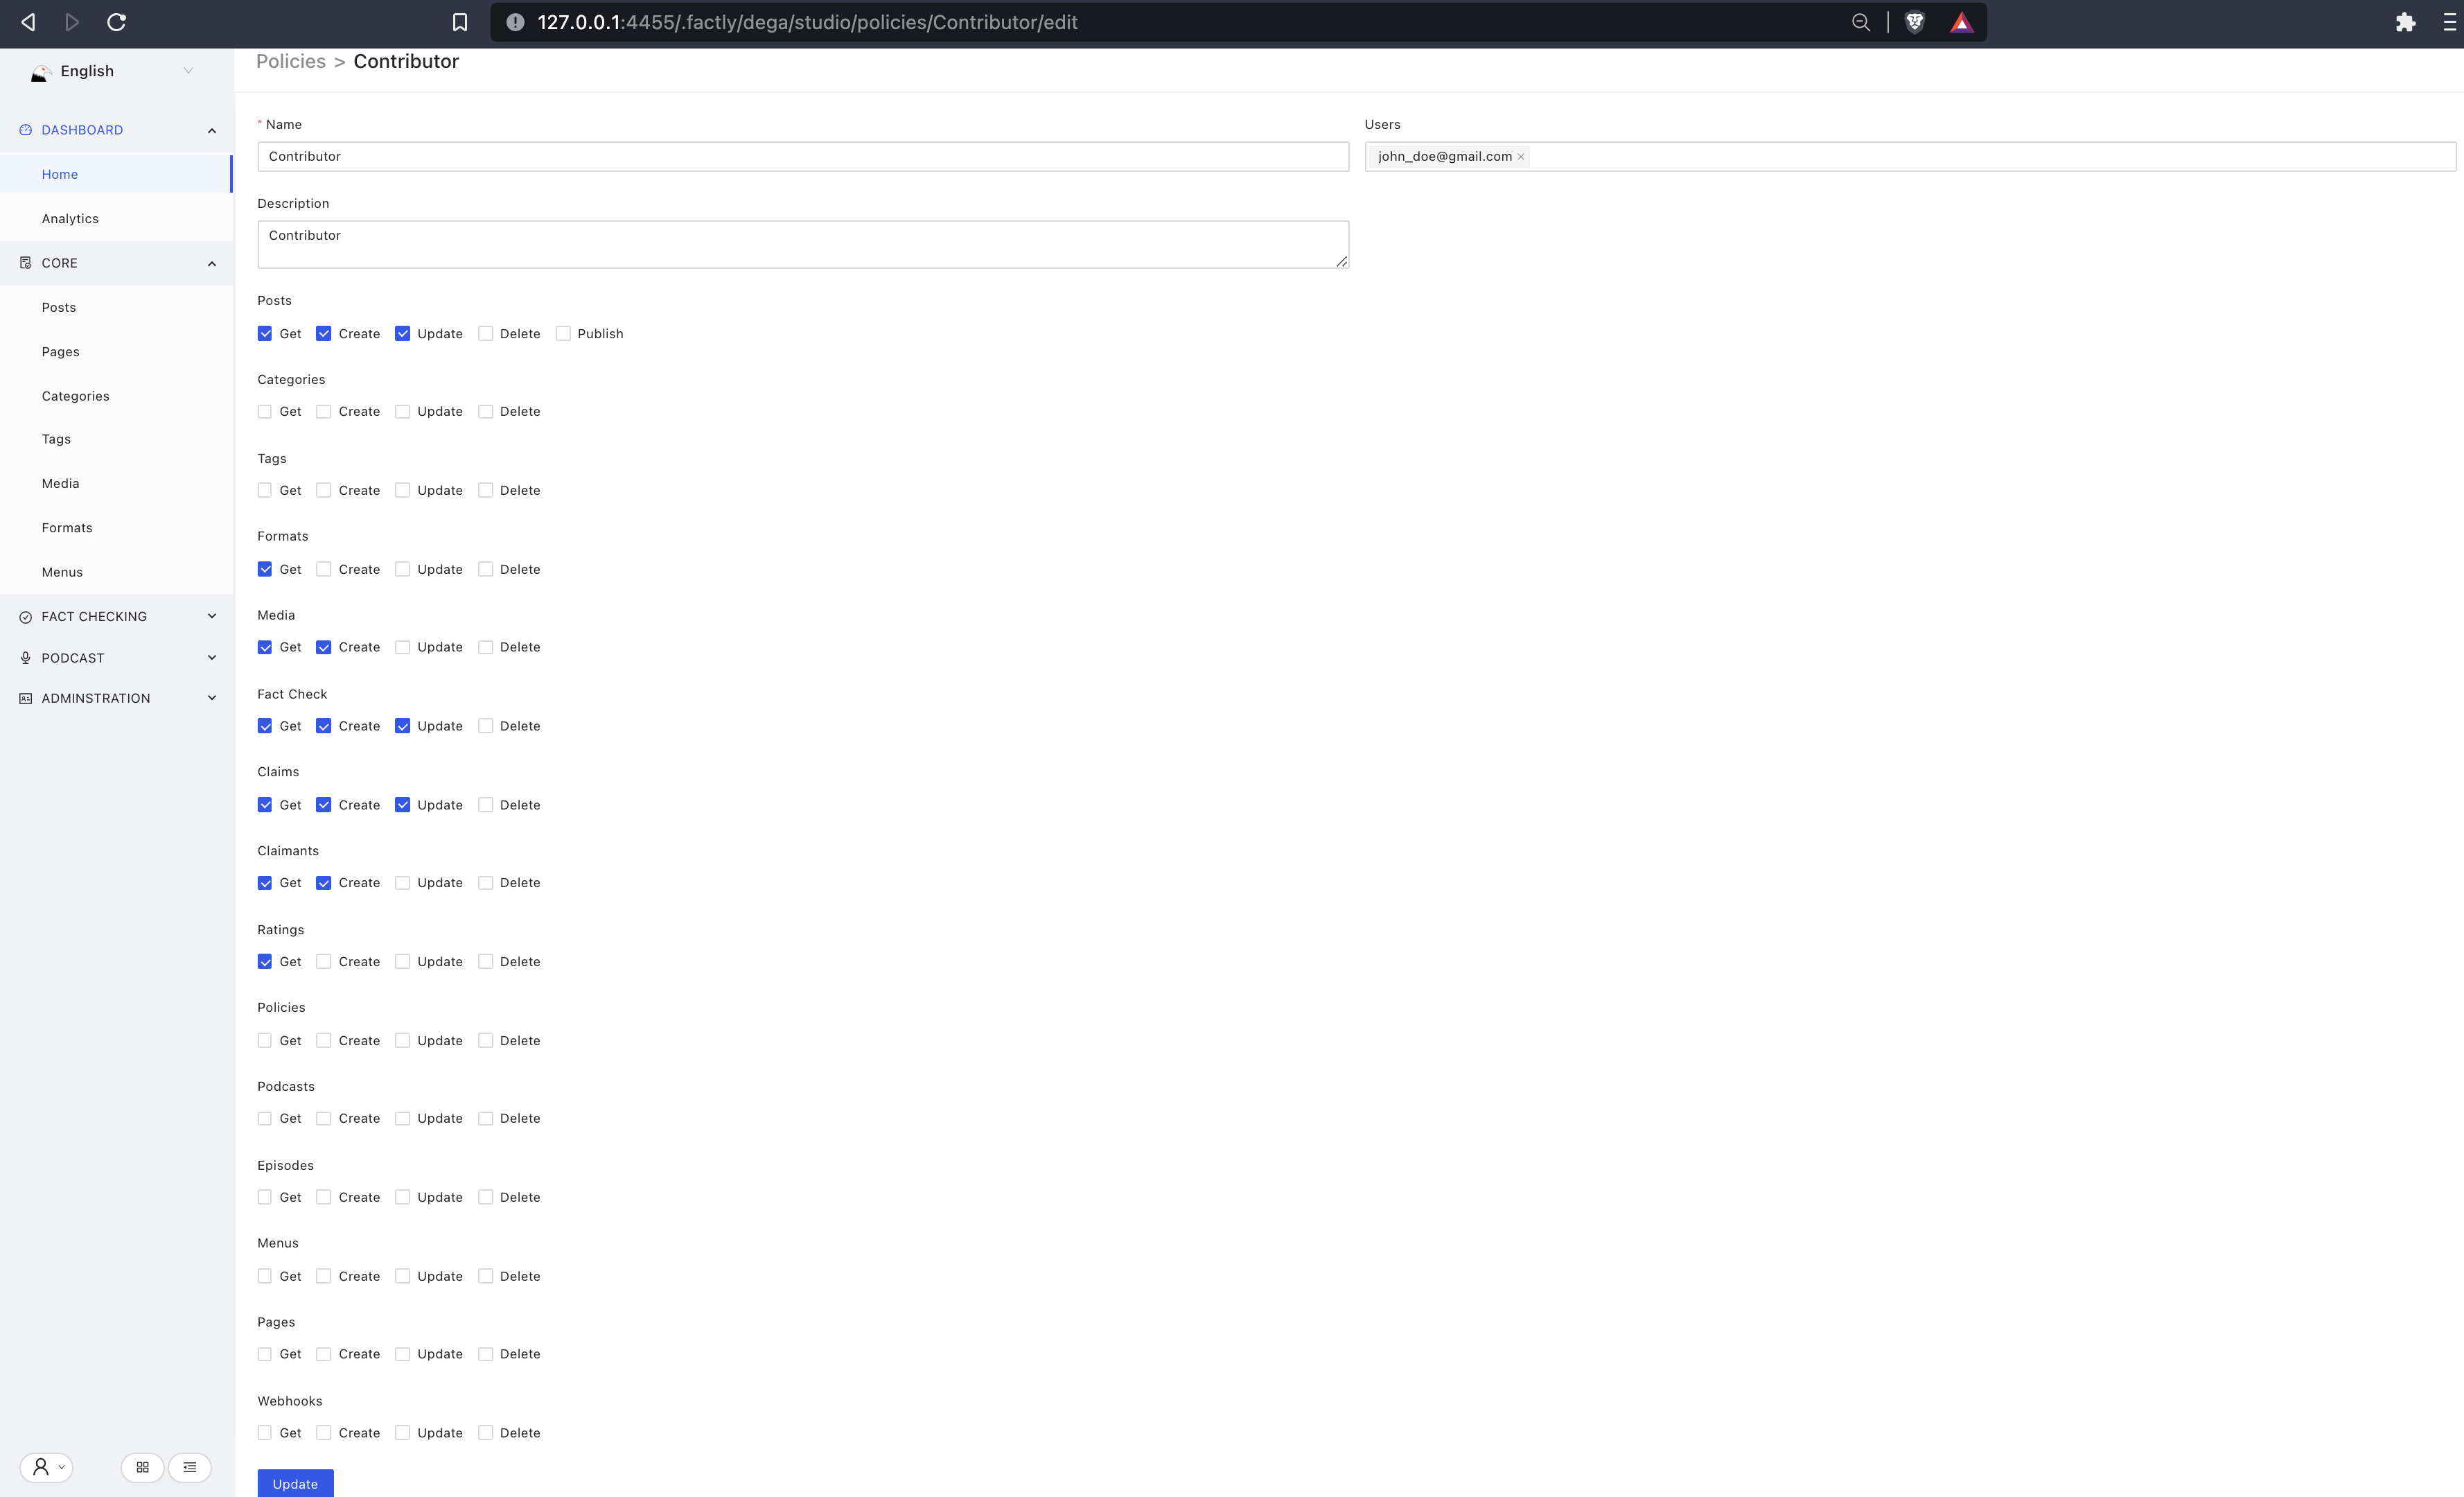 127.0.0.1:4455/.factly/dega/studio/policies/Contributor/edit
English
DASHBOARD
Home
Analytics
CORE
Posts
Pages
Categories
Tags
Media
Formats
Menus
FACT CHECKING
PODCAST
ADMINSTRATION
Policies > Contributor
* Name
Contributor
Users
john_doe@gmail.com ×
Description
Contributor
Posts
Get Create Update Delete Publish
Categories
Get Create Update Delete
Tags
Get Create Update Delete
Formats
Get Create Update Delete
Media
Get Create Update Delete
Fact Check
Get Create Update Delete
Claims
Get Create Update Delete
Claimants
Get Create Update Delete
Ratings
Get Create Update Delete
Policies
Get Create Update Delete
Podcasts
Get Create Update Delete
Episodes
Get Create Update Delete
Menus
Get Create Update Delete
Pages
Get Create Update Delete
Webhooks
Get Create Update Delete
Update